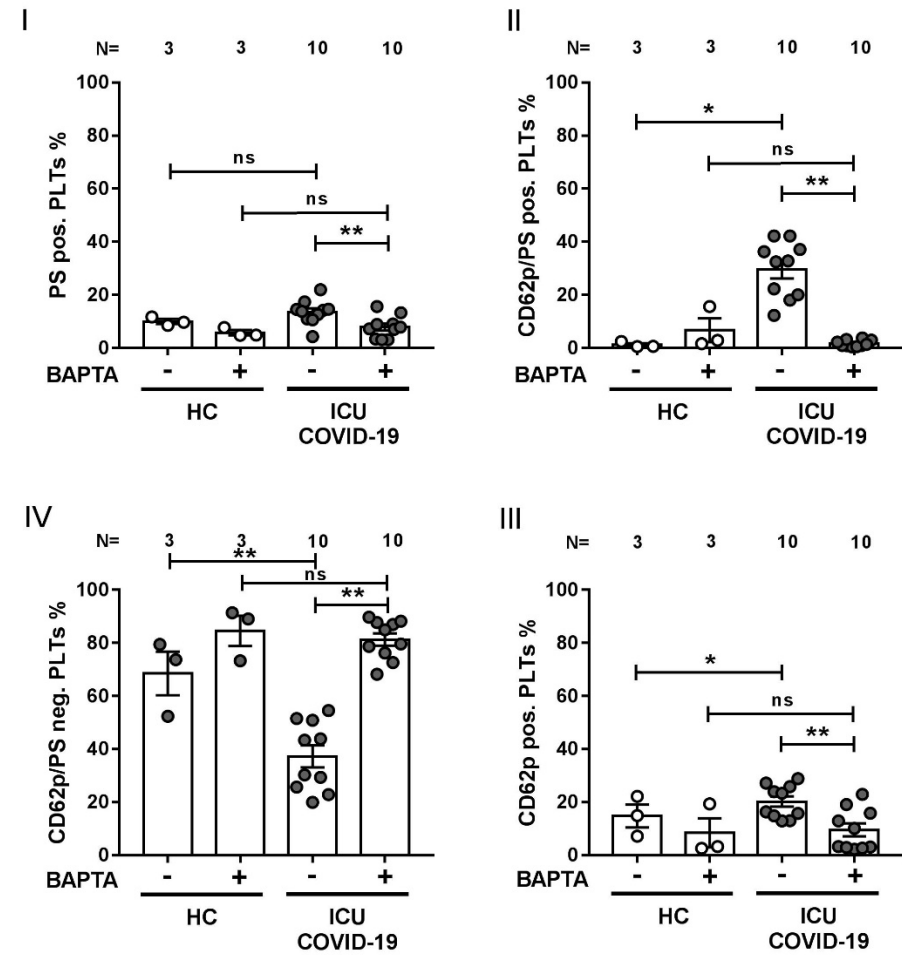 I
N= 3 3 10 10
PS pos. PLTs %
100
80
60
40
20
0
ns
ns
**
BAPTA - + - +
HC ICU
COVID-19
II
N= 3 3 10 10
CD62p/PS pos. PLTs %
100
80
60
40
20
0
*
ns
**
BAPTA - + - +
HC ICU
COVID-19
IV
N= 3 3 10 10
CD62p/PS neg. PLTs %
100
80
60
40
20
0
**
ns
**
BAPTA - + - +
HC ICU
COVID-19
III
N= 3 3 10 10
CD62p pos. PLTs %
100
80
60
40
20
0
*
ns
**
BAPTA - + - +
HC ICU
COVID-19